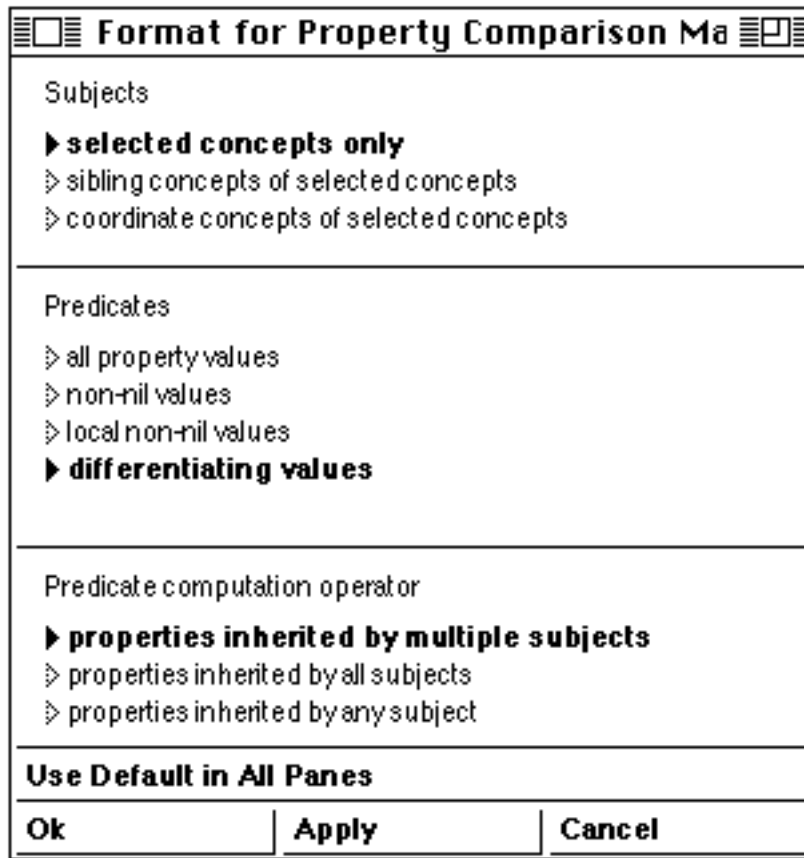 Format for Property Comparison Ma
Subjects
selected concepts only
sibling concepts of selected concepts
coordinate concepts of selected concepts
Predicates
all property values
non-nil values
local non-nil values
differentiating values
Predicate computation operator
properties inherited by multiple subjects
properties inherited by all subjects
properties inherited by any subject
Use Default in All Panes
Ok Apply Cancel